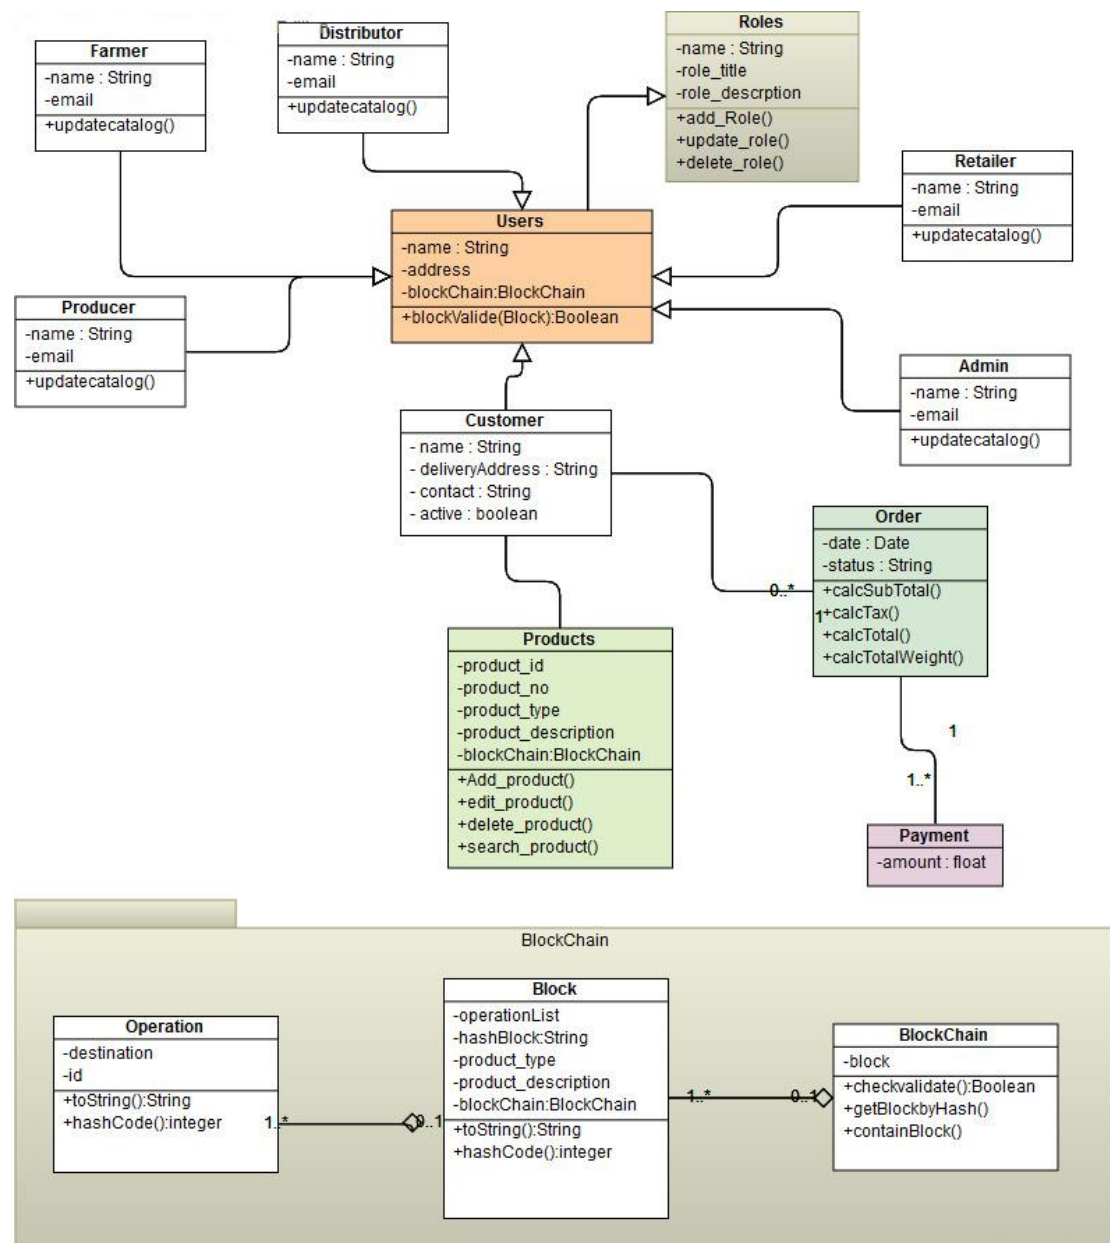 Farmer
-name : String
-email
+updatecatalog()
Distributor
-name : String
-email
+updatecatalog()
Roles
-name : String
-role_title
-role_descrption
+add_Role()
+update_role()
+delete_role()
Retailer
-name : String
-email
+updatecatalog()
Users
-name : String
-address
-blockChain:BlockChain
+blockValide(Block):Boolean
Producer
-name : String
-email
+updatecatalog()
Admin
-name : String
-email
+updatecatalog()
Customer
- name : String
- deliveryAddress : String
- contact : String
- active : boolean
Order
-date : Date
-status : String
+calcSubTotal()
+calcTax()
+calcTotal()
+calcTotalWeight()
0..*
1
Products
-product_id
-product_no
-product_type
-product_description
-blockChain:BlockChain
+Add_product()
+edit_product()
+delete_product()
+search_product()
1
1..*
Payment
-amount : float
BlockChain
Operation
-destination
-id
+toString():String
+hashCode():integer
1..*
0..1
Block
-operationList
-hashBlock:String
-product_type
-product_description
-blockChain:BlockChain
+toString():String
+hashCode():integer
1..*
0..1
BlockChain
-block
+checkvalidate():Boolean
+getBlockbyHash()
+containBlock()